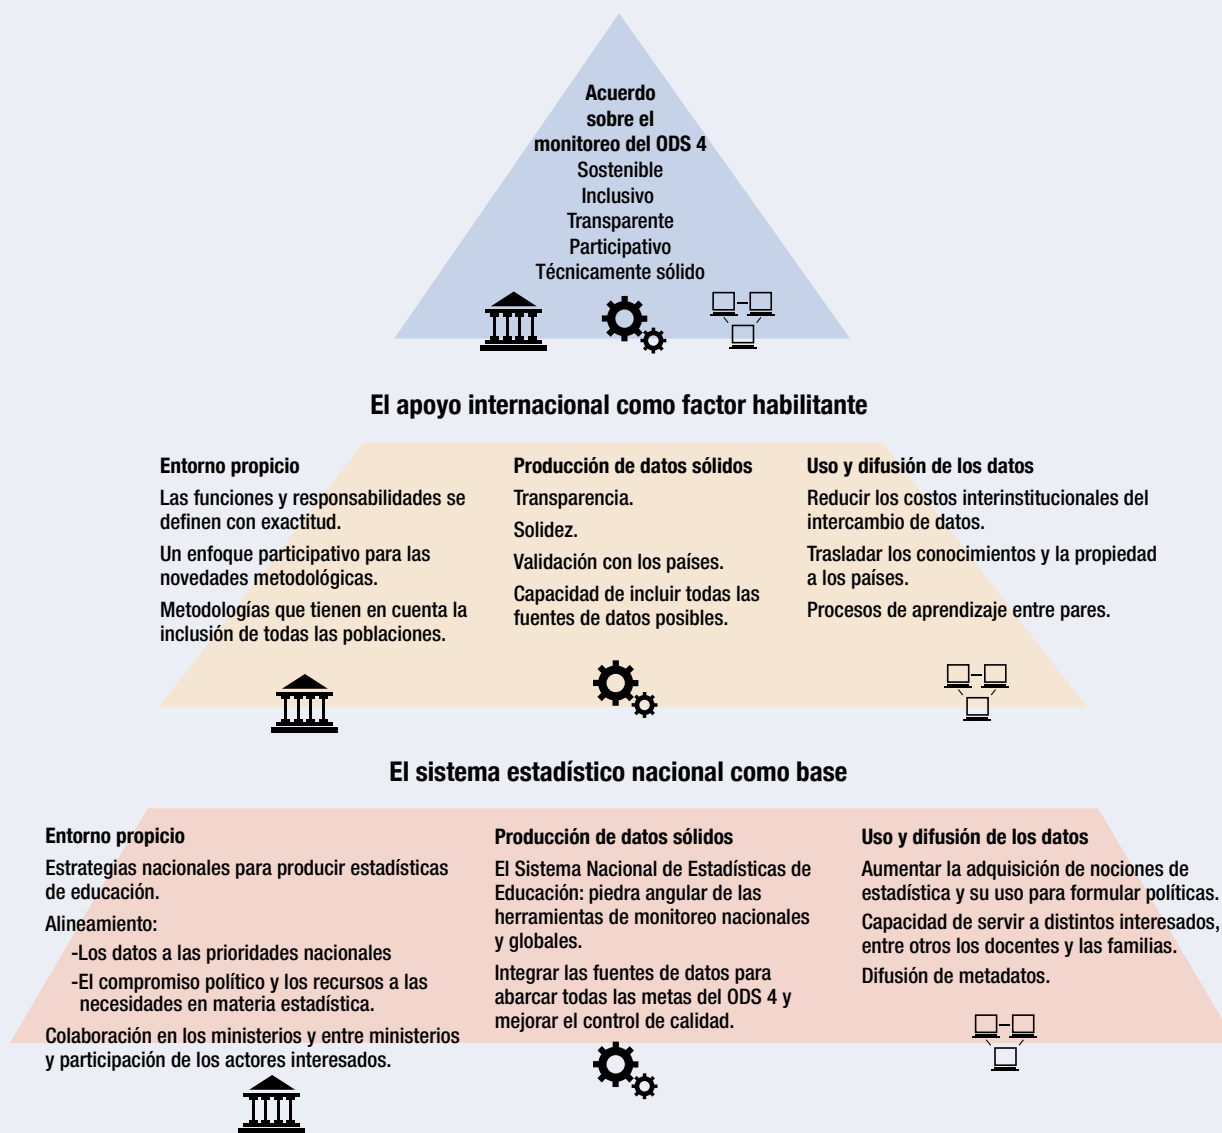 Acuerdo
sobre el
monitoreo del ODS 4
Sostenible
Inclusivo
Transparente
Participativo
Técnicamente sólido
El apoyo internacional como factor habilitante
Entorno propicio
Las funciones y responsabilidades se
definen con exactitud.
Un enfoque participativo para las
novedades metodológicas.
Metodologías que tienen en cuenta la
inclusión de todas las poblaciones.
Producción de datos sólidos
Transparencia.
Solidez.
Validación con los países.
Capacidad de incluir todas las
fuentes de datos posibles.
Uso y difusión de los datos
Reducir los costos interinstitucionales del
intercambio de datos.
Trasladar los conocimientos y la propiedad
a los países.
Procesos de aprendizaje entre pares.
El sistema estadístico nacional como base
Entorno propicio
Estrategias nacionales para producir estadísticas
de educación.
Alineamiento:
-Los datos a las prioridades nacionales
-El compromiso político y los recursos a las
necesidades en materia estadística.
Colaboración en los ministerios y entre ministerios
y participación de los actores interesados.
Producción de datos sólidos
El Sistema Nacional de Estadísticas de
Educación: piedra angular de las
herramientas de monitoreo nacionales
y globales.
Integrar las fuentes de datos para
abarcar todas las metas del ODS 4 y
mejorar el control de calidad.
Uso y difusión de los datos
Aumentar la adquisición de nociones de
estadística y su uso para formular políticas.
Capacidad de servir a distintos interesados,
entre otros los docentes y las familias.
Difusión de metadatos.